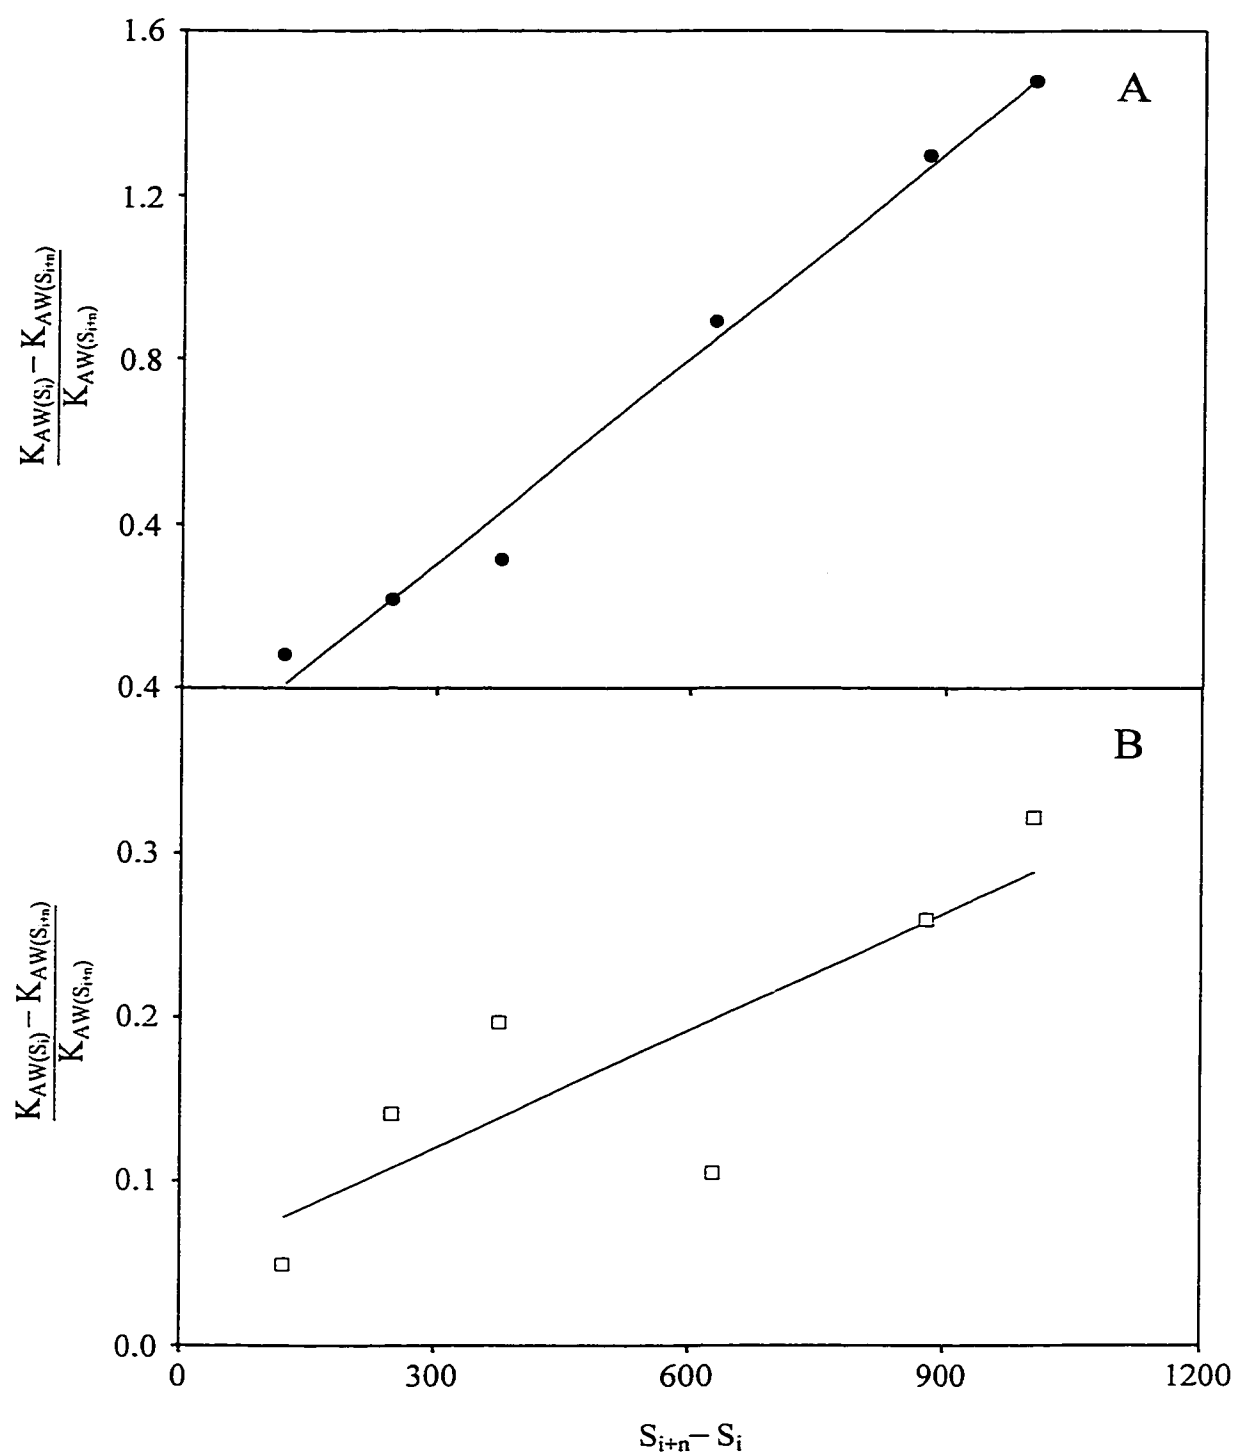 1.6
A
1.2
0.8
0.4
K_AW(S_i) − K_AW(S_i+n)
K_AW(S_i+n)
0.4
B
0.3
0.2
0.1
0.0
K_AW(S_i) − K_AW(S_i+n)
K_AW(S_i+n)
0 300 600 900 1200
S_i+n − S_i